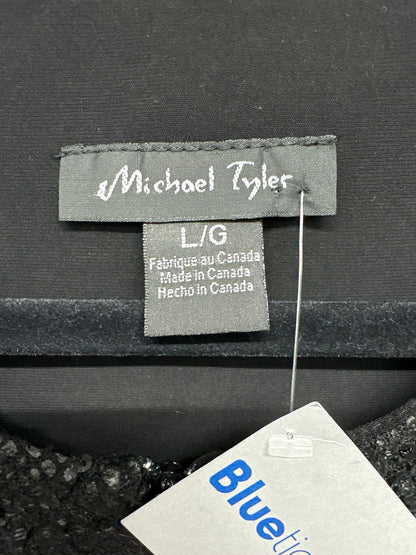 Michael Tyler
L/G
Fabrique au Canada
Made in Canada
Hecho in Canada
Blue